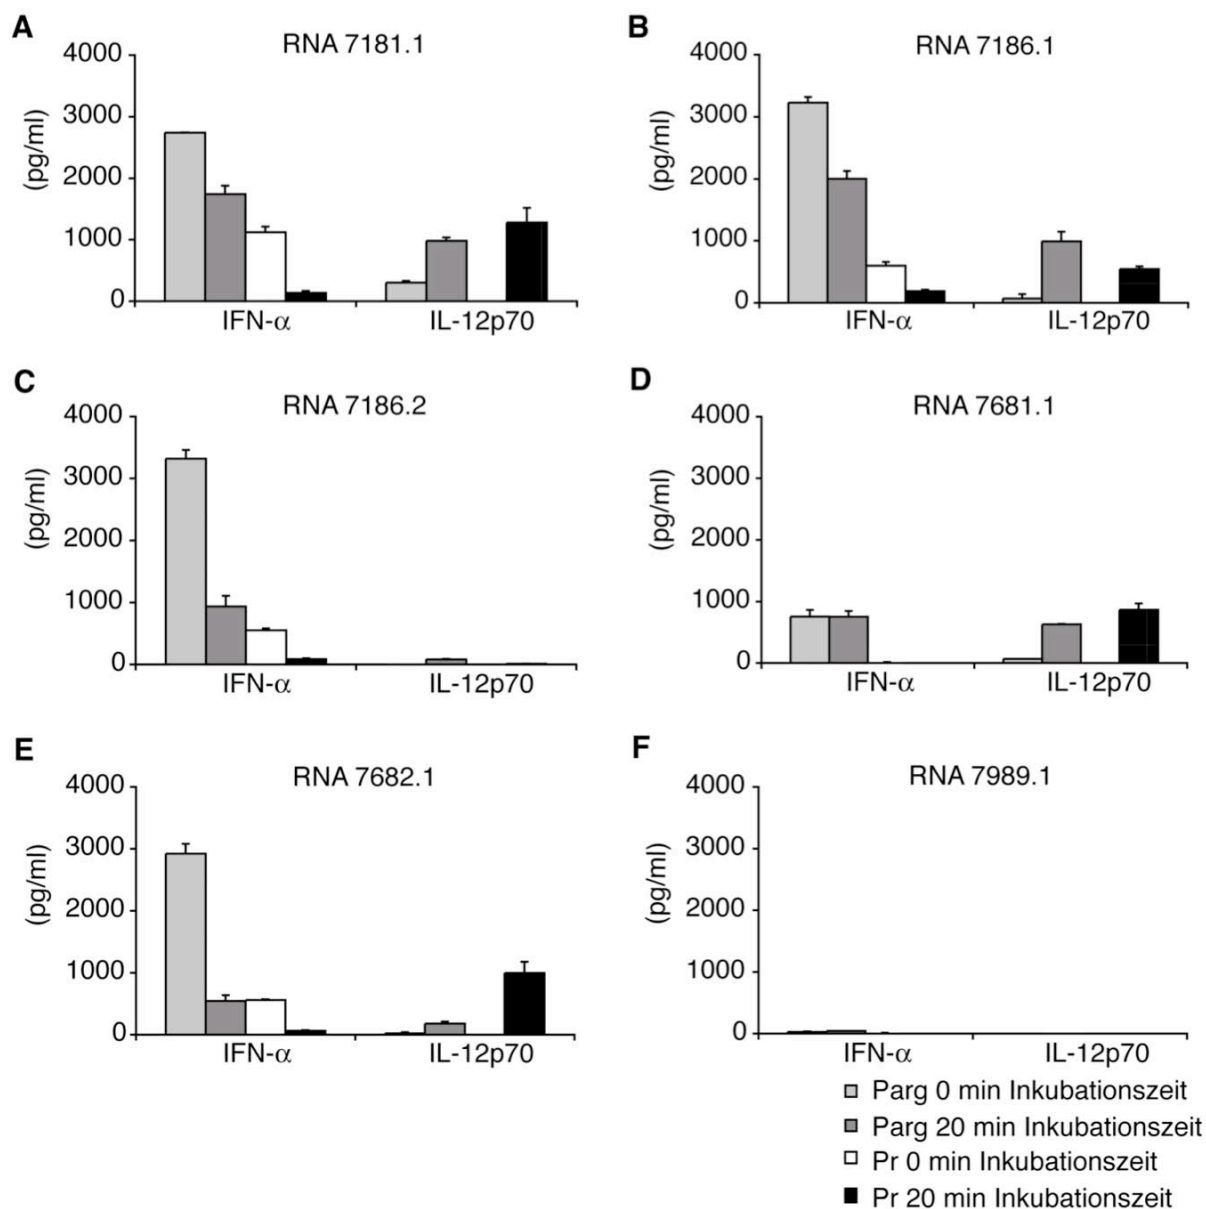 A
RNA 7181.1
4000
3000
2000
1000
0
(pg/ml)
IFN-α
IL-12p70
B
RNA 7186.1
4000
3000
2000
1000
0
(pg/ml)
IFN-α
IL-12p70
C
RNA 7186.2
4000
3000
2000
1000
0
(pg/ml)
IFN-α
IL-12p70
D
RNA 7681.1
4000
3000
2000
1000
0
(pg/ml)
IFN-α
IL-12p70
E
RNA 7682.1
4000
3000
2000
1000
0
(pg/ml)
IFN-α
IL-12p70
F
RNA 7989.1
4000
3000
2000
1000
0
(pg/ml)
IFN-α
IL-12p70
Parg 0 min Inkubationszeit
Parg 20 min Inkubationszeit
Pr 0 min Inkubationszeit
Pr 20 min Inkubationszeit